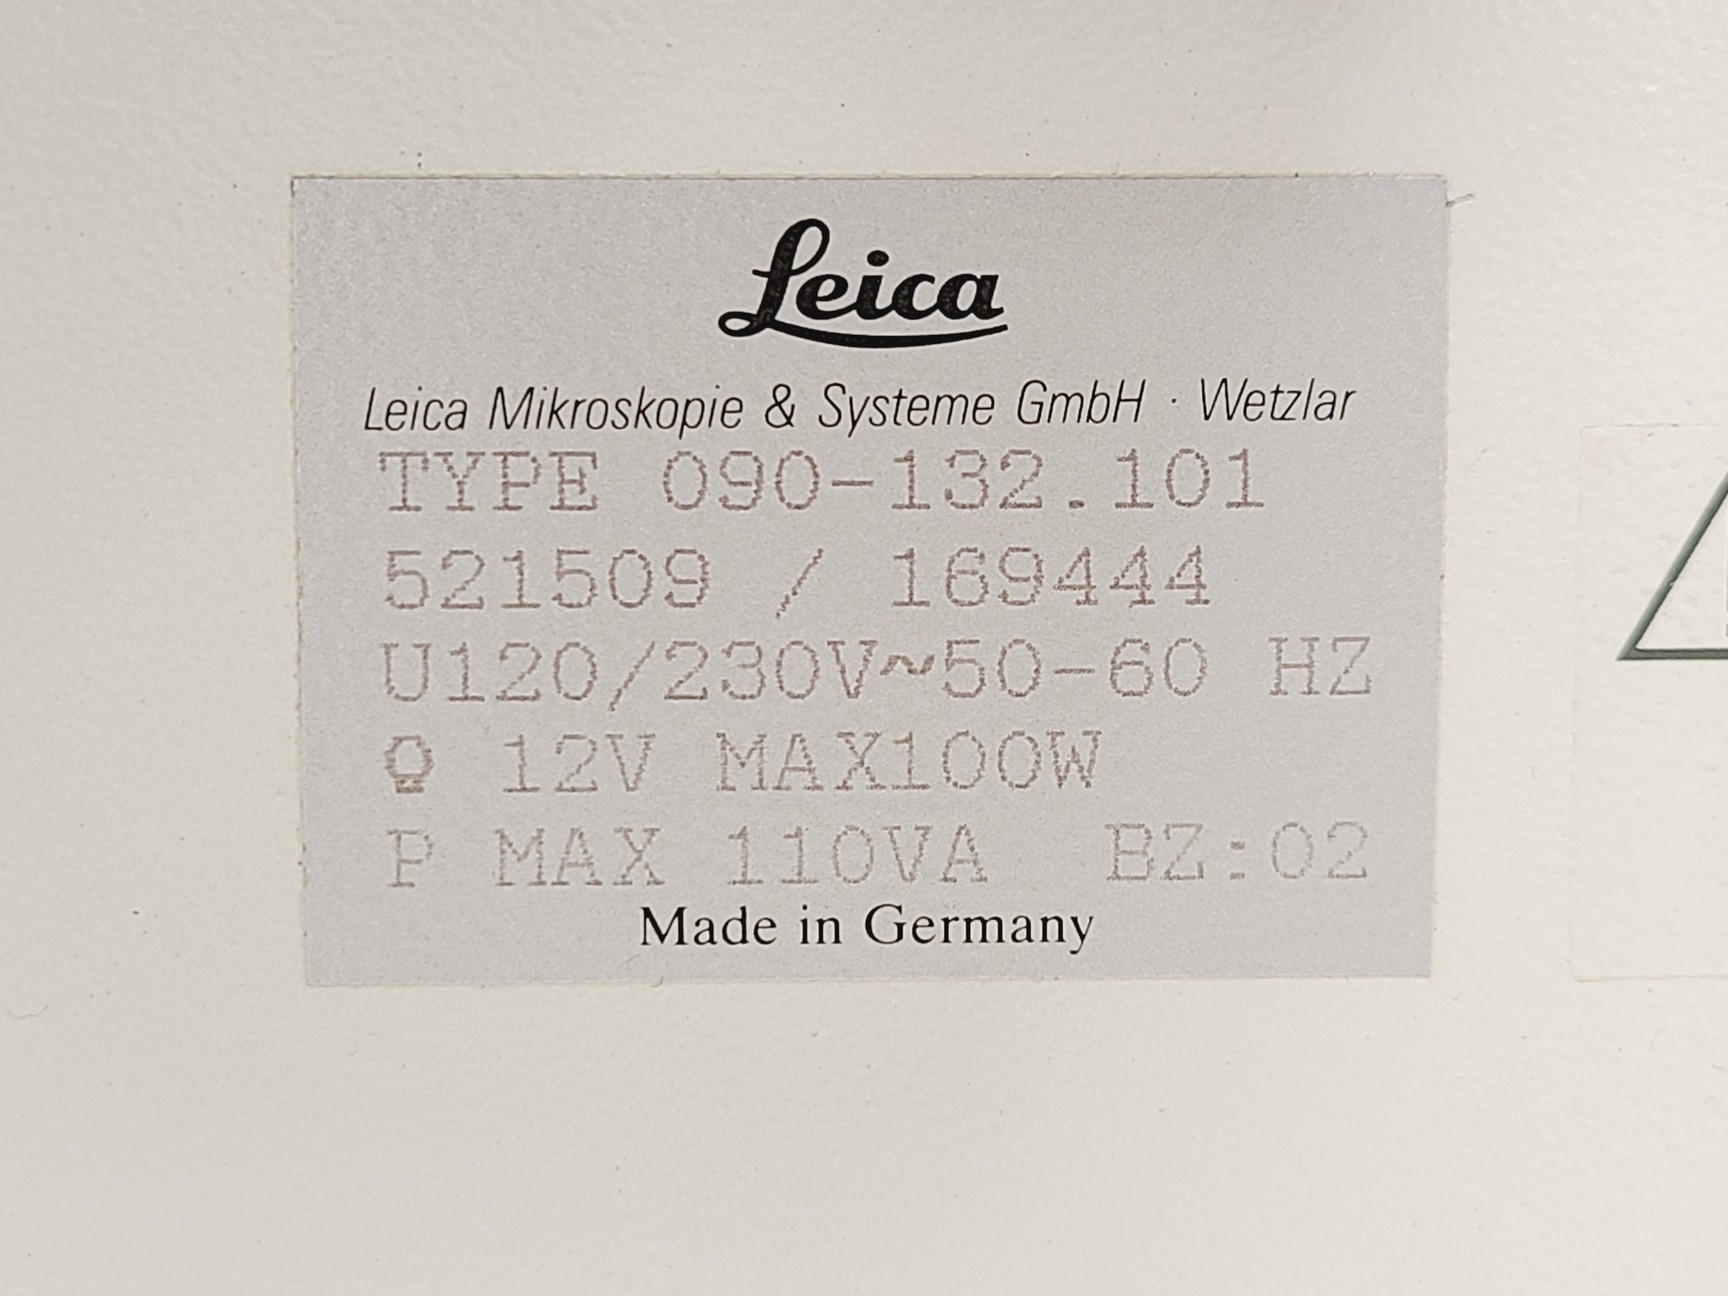 Leica
Leica Mikroskopie & Systeme GmbH · Wetzlar
TYPE 090-132.101
521509 / 169444
U120/230V~50-60 HZ
12V MAX100W
P MAX 110VA BZ:02
Made in Germany